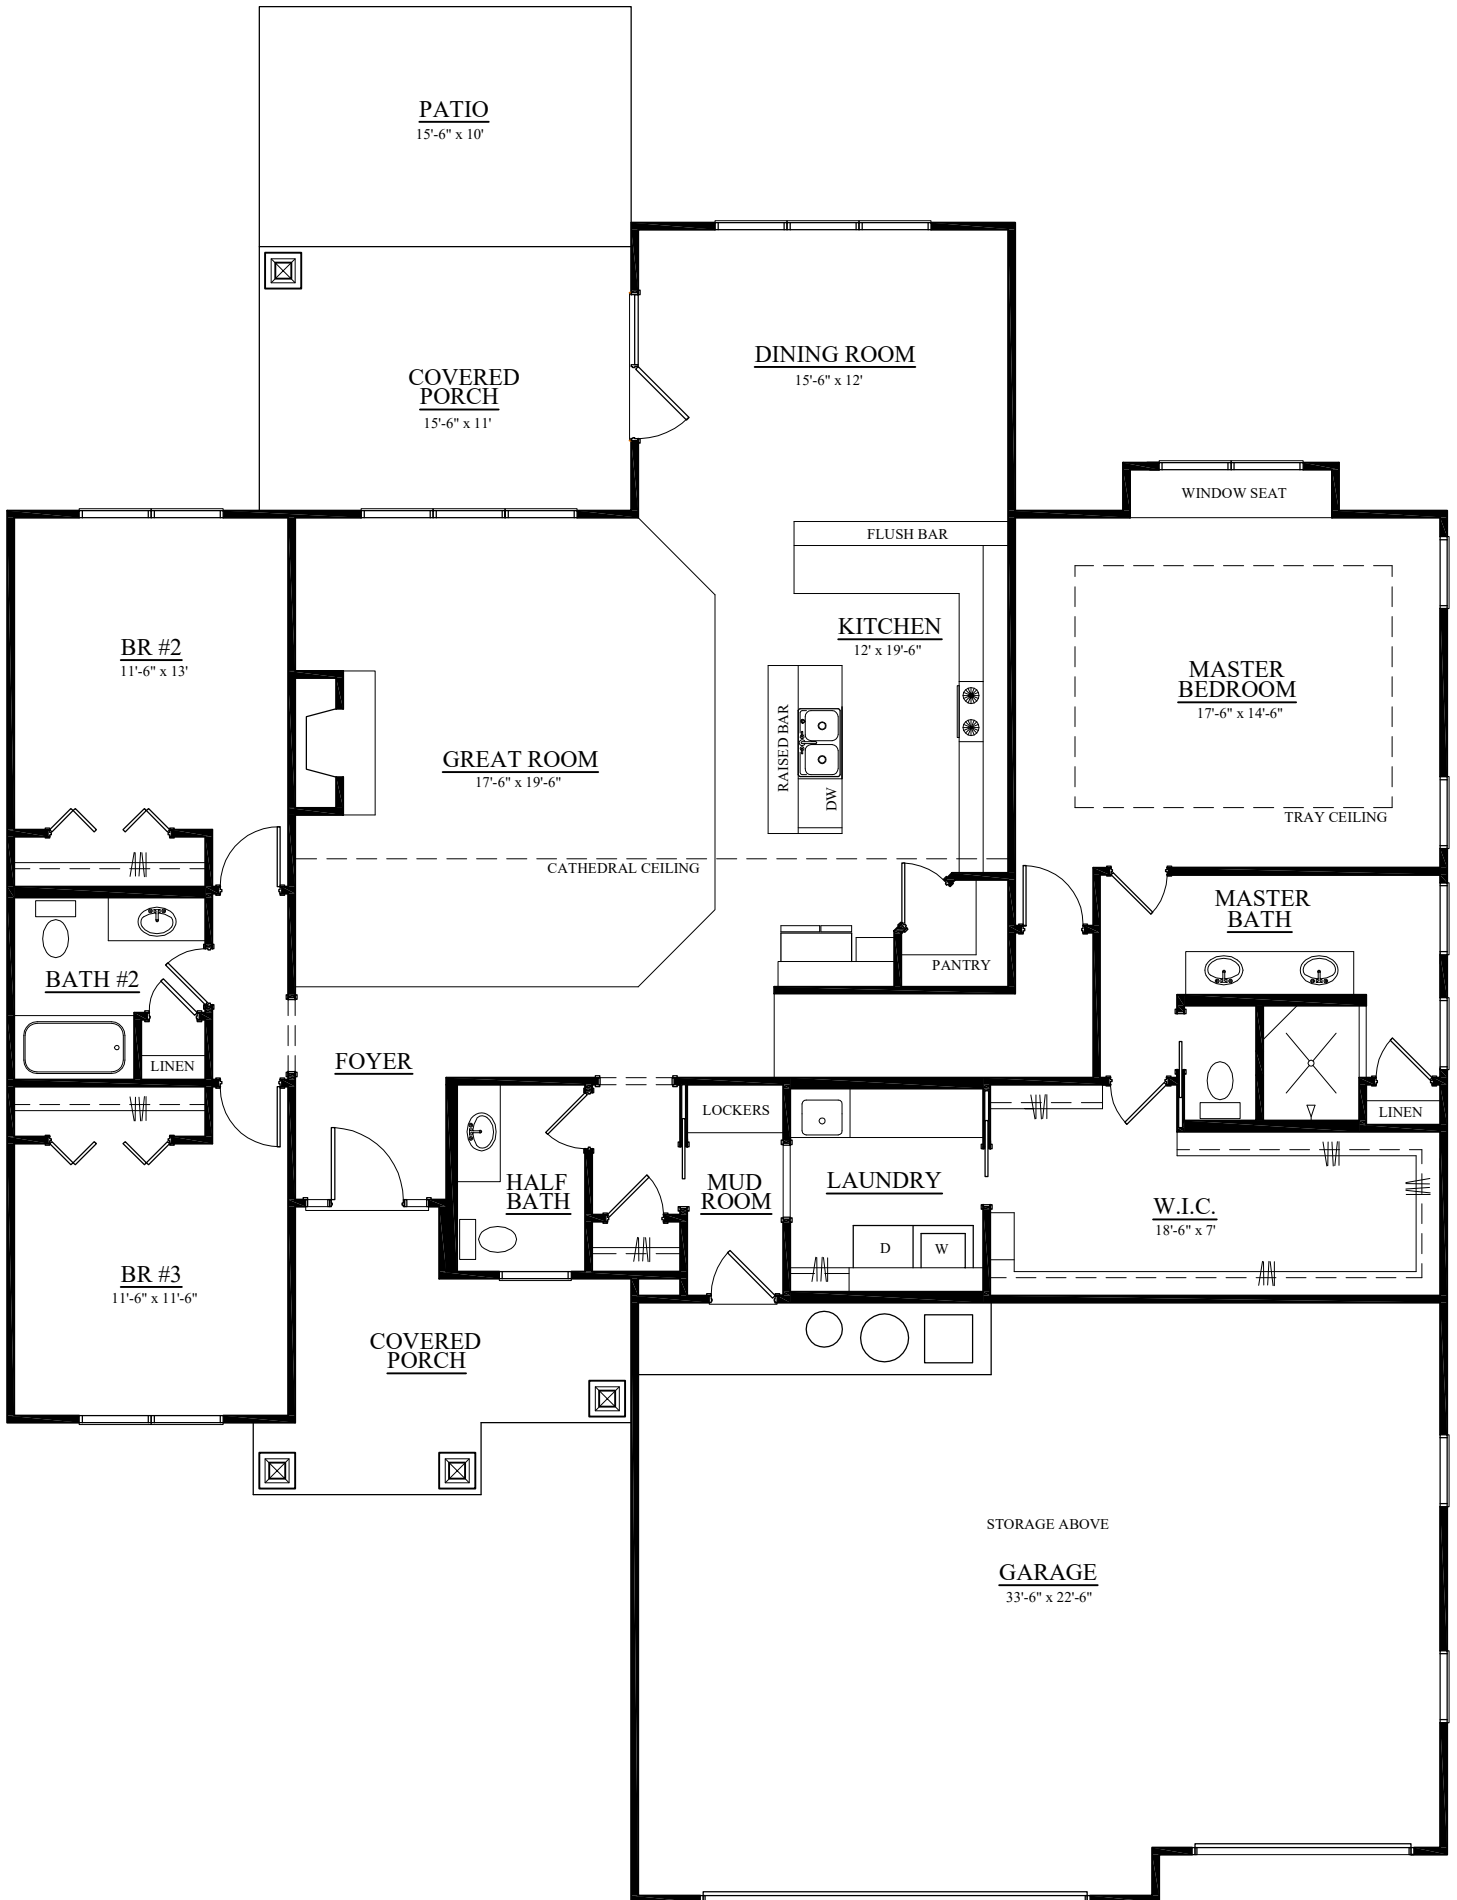 PATIO
15'-6" x 10'
DINING ROOM
15'-6" x 12'
COVERED
PORCH
15'-6" x 11'
WINDOW SEAT
FLUSH BAR
KITCHEN
12' x 19'-6"
BR #2
11'-6" x 13'
MASTER
BEDROOM
17'-6" x 14'-6"
RAISED BAR
DW
GREAT ROOM
17'-6" x 19'-6"
TRAY CEILING
CATHEDRAL CEILING
MASTER
BATH
PANTRY
BATH #2
LINEN
FOYER
LOCKERS
LINEN
HALF
BATH
MUD
ROOM
LAUNDRY
D
W
W.I.C.
18'-6" x 7'
BR #3
11'-6" x 11'-6"
COVERED
PORCH
STORAGE ABOVE
GARAGE
33'-6" x 22'-6"